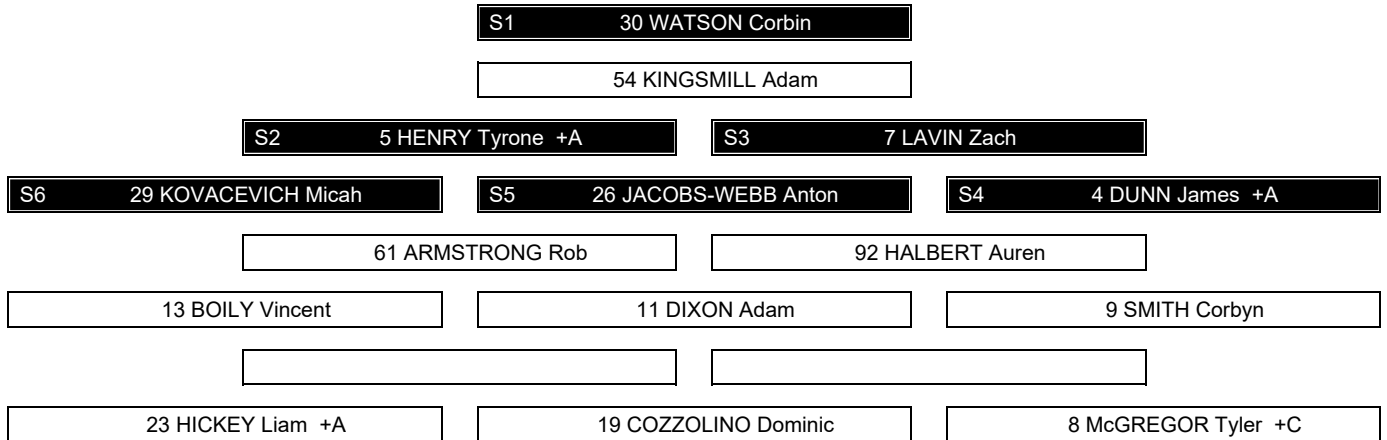 S1 30 WATSON Corbin
54 KINGSMILL Adam
S2 5 HENRY Tyrone +A S3 7 LAVIN Zach
S6 29 KOVACEVICH Micah S5 26 JACOBS-WEBB Anton S4 4 DUNN James +A
61 ARMSTRONG Rob 92 HALBERT Auren
13 BOILY Vincent 11 DIXON Adam 9 SMITH Corbyn
23 HICKEY Liam +A 19 COZZOLINO Dominic 8 McGREGOR Tyler +C